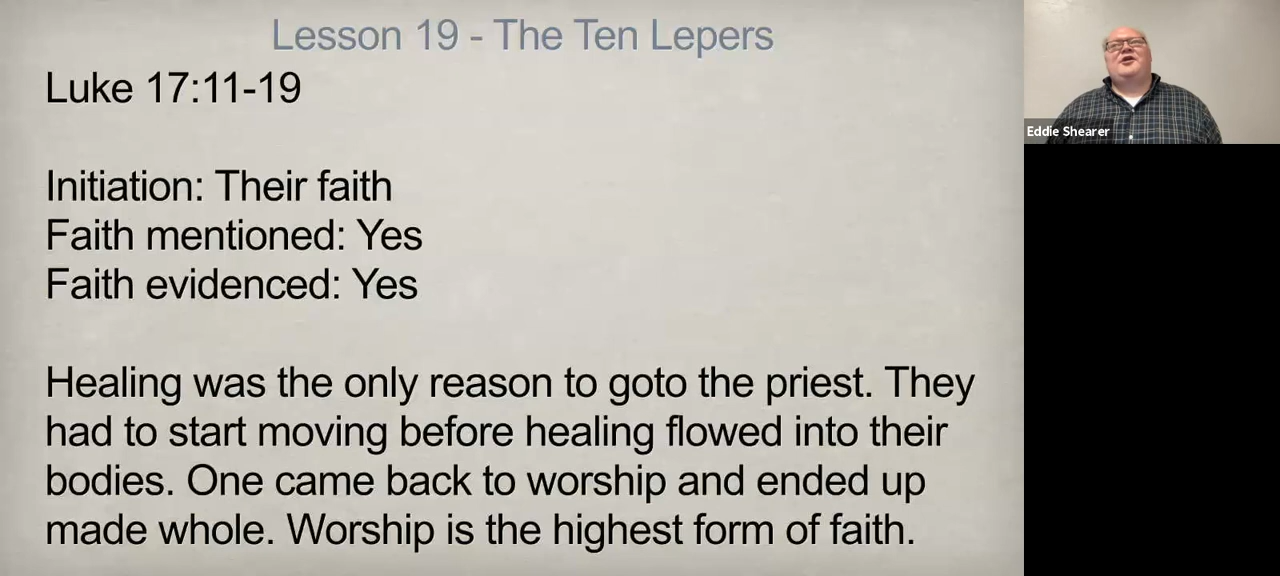 Lesson 19 - The Ten Lepers
Luke 17:11-19
Initiation: Their faith
Faith mentioned: Yes
Faith evidenced: Yes
Healing was the only reason to goto the priest. They
had to start moving before healing flowed into their
bodies. One came back to worship and ended up
made whole. Worship is the highest form of faith.
Eddie Shearer